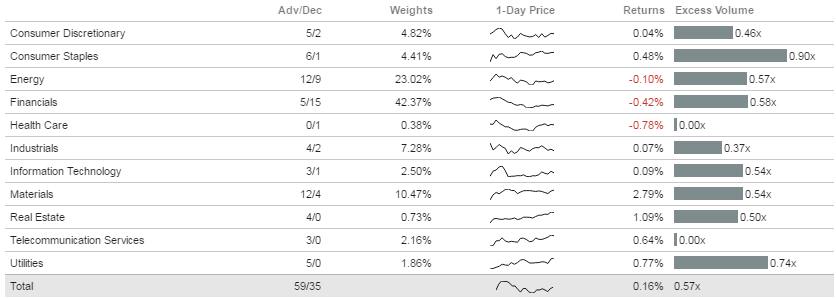 Adv/Dec Weights 1-Day Price Returns Excess Volume
Consumer Discretionary 5/2 4.82% 0.04% 0.46x
Consumer Staples 6/1 4.41% 0.48% 0.90x
Energy 12/9 23.02% -0.10% 0.57x
Financials 5/15 42.37% -0.42% 0.58x
Health Care 0/1 0.38% -0.78% 0.00x
Industrials 4/2 7.28% 0.07% 0.37x
Information Technology 3/1 2.50% 0.09% 0.54x
Materials 12/4 10.47% 2.79% 0.54x
Real Estate 4/0 0.73% 1.09% 0.50x
Telecommunication Services 3/0 2.16% 0.64% 0.00x
Utilities 5/0 1.86% 0.77% 0.74x
Total 59/35 0.16% 0.57x